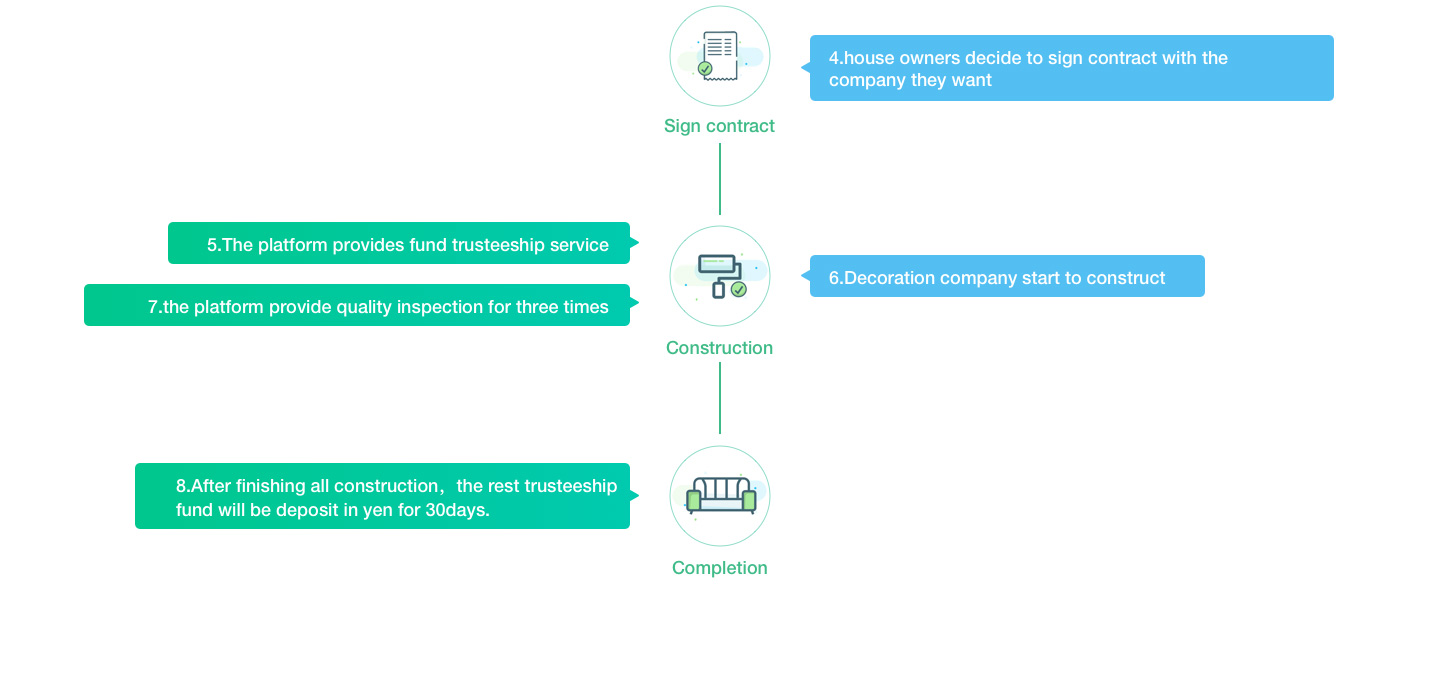 4.house owners decide to sign contract with the
company they want
Sign contract
5.The platform provides fund trusteeship service
6.Decoration company start to construct
7.the platform provide quality inspection for three times
Construction
8.After finishing all construction，the rest trusteeship
fund will be deposit in yen for 30days.
Completion